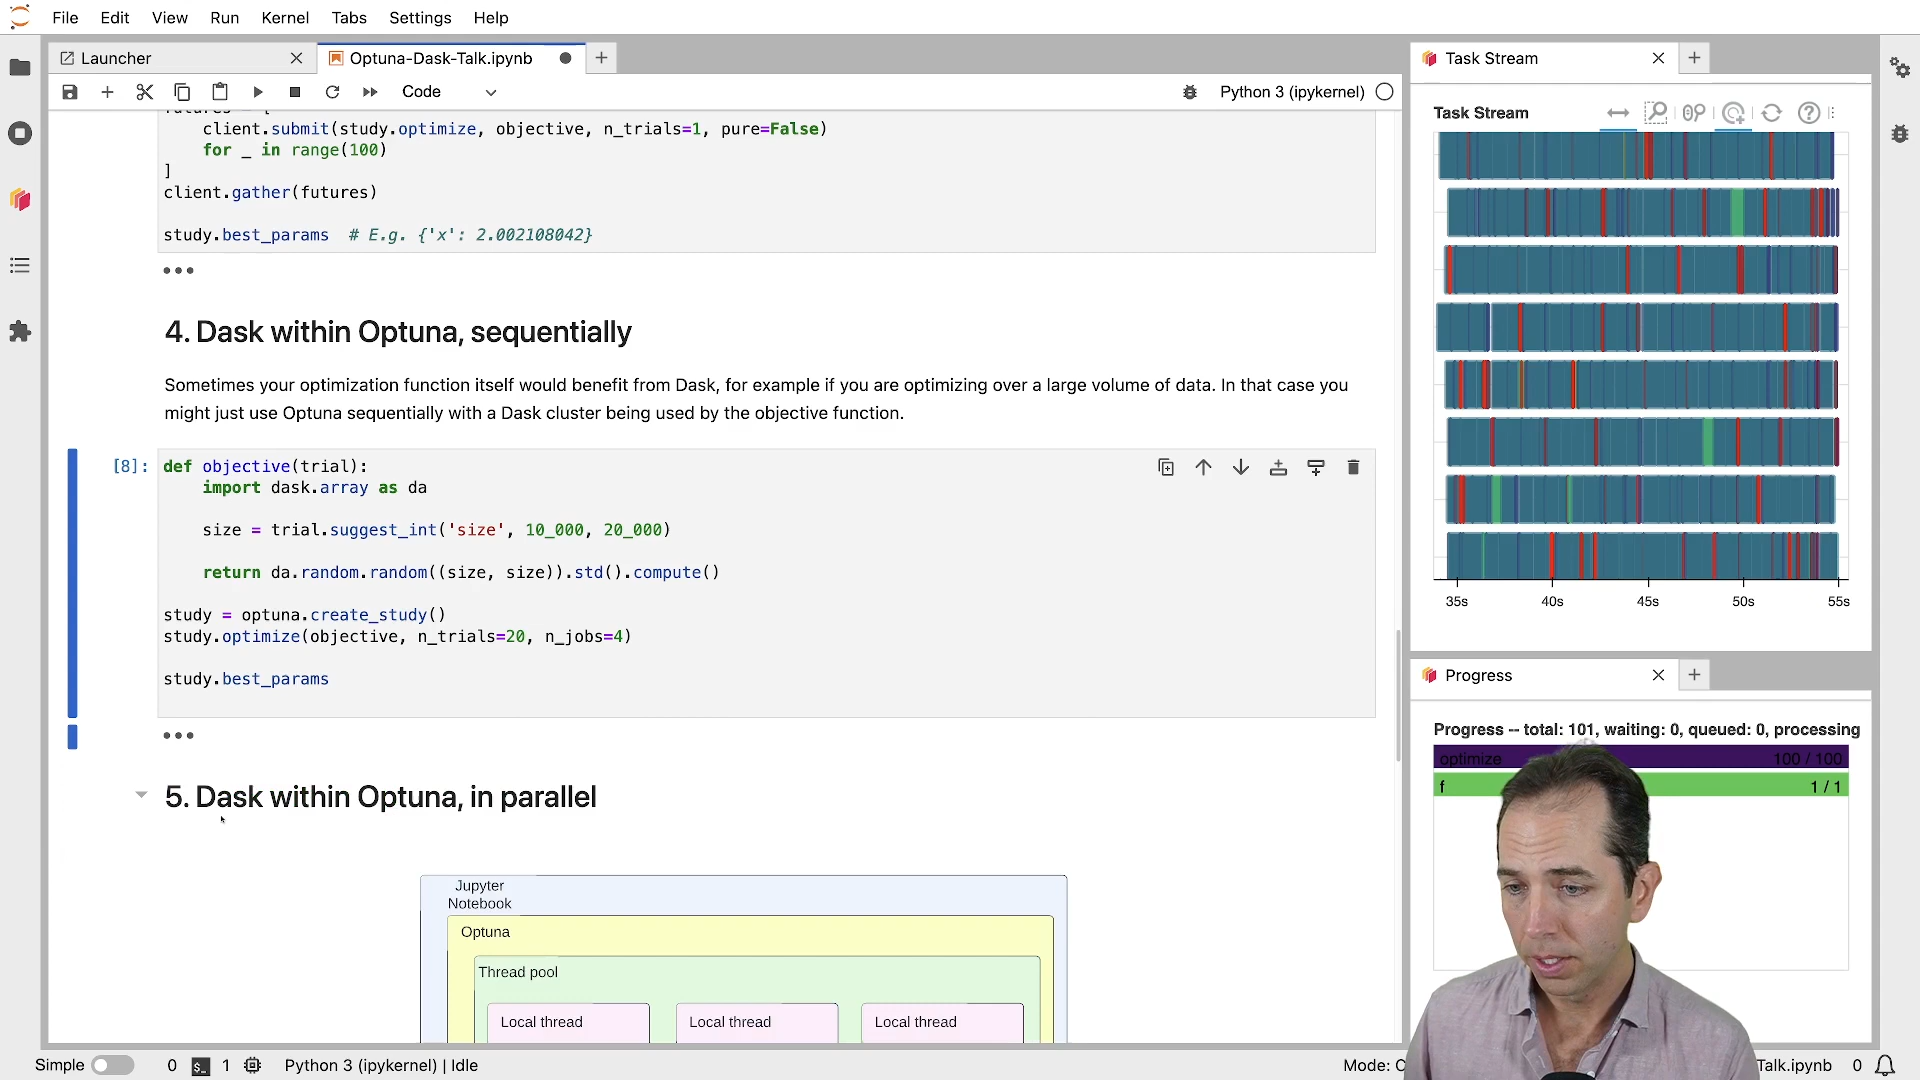 File Edit View Run Kernel Tabs Settings Help
Launcher
Optuna-Dask-Talk.ipynb
Task Stream
Code
Python 3 (ipykernel)
client.submit(study.optimize, objective, n_trials=1, pure=False)
for _ in range(100)
]
client.gather(futures)
study.best_params # E.g. {'x': 2.002108042}
4. Dask within Optuna, sequentially
Sometimes your optimization function itself would benefit from Dask, for example if you are optimizing over a large volume of data. In that case you
might just use Optuna sequentially with a Dask cluster being used by the objective function.
[8]:
def objective(trial):
import dask.array as da
size = trial.suggest_int('size', 10_000, 20_000)
return da.random.random((size, size)).std().compute()
study = optuna.create_study()
study.optimize(objective, n_trials=20, n_jobs=4)
study.best_params
5. Dask within Optuna, in parallel
Jupyter
Notebook
Optuna
Thread pool
Local thread
Local thread
Local thread
Task Stream
35s 40s 45s 50s 55s
Progress
Progress -- total: 101, waiting: 0, queued: 0, processing
optimize 100 / 100
f 1 / 1
Simple 0 1 Python 3 (ipykernel) | Idle
Mode: C
Talk.ipynb 0